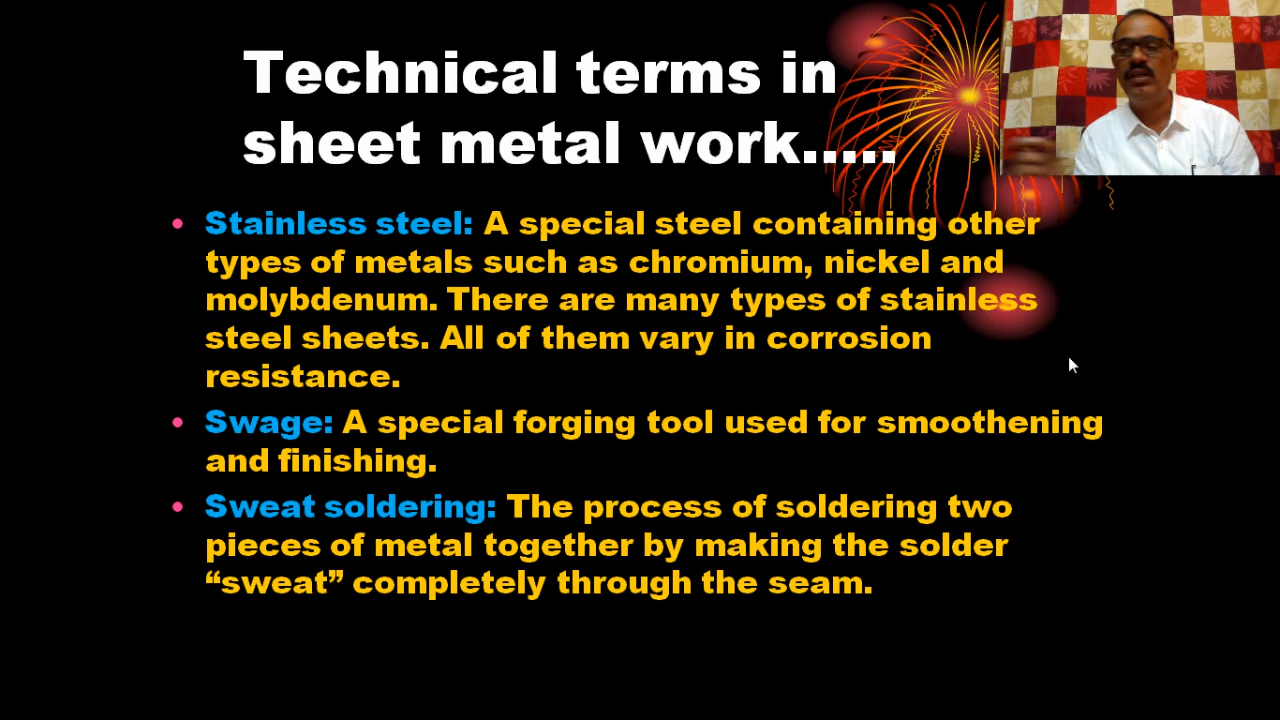 Technical terms in
sheet metal work.....
• Stainless steel: A special steel containing other
types of metals such as chromium, nickel and
molybdenum. There are many types of stainless
steel sheets. All of them vary in corrosion
resistance.
• Swage: A special forging tool used for smoothening
and finishing.
• Sweat soldering: The process of soldering two
pieces of metal together by making the solder
“sweat” completely through the seam.